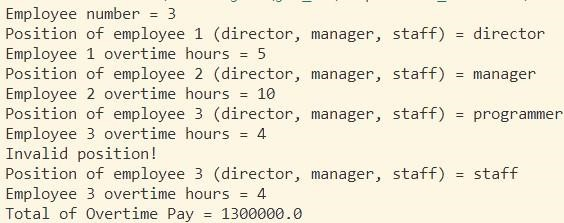 Employee number = 3
Position of employee 1 (director, manager, staff) = director
Employee 1 overtime hours = 5
Position of employee 2 (director, manager, staff) = manager
Employee 2 overtime hours = 10
Position of employee 3 (director, manager, staff) = programmer
Employee 3 overtime hours = 4
Invalid position!
Position of employee 3 (director, manager, staff) = staff
Employee 3 overtime hours = 4
Total of Overtime Pay = 1300000.0